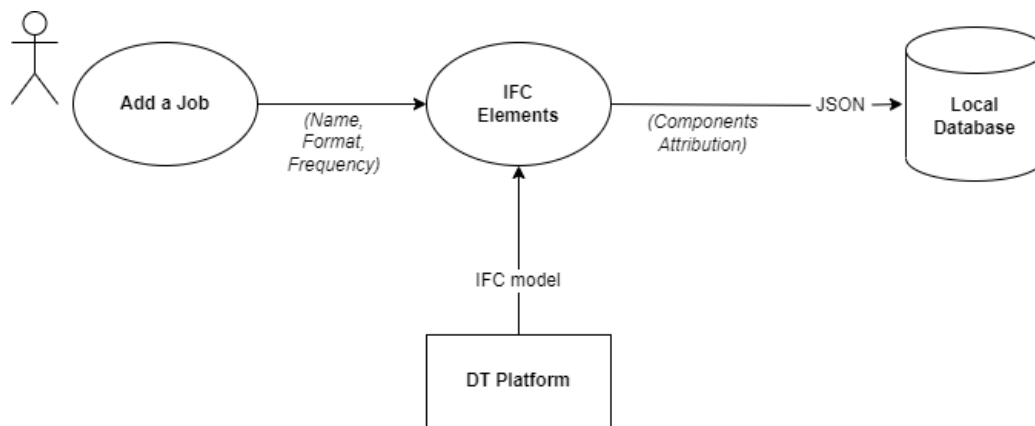 Add a Job
(Name,
Format,
Frequency)
IFC
Elements
(Components
Attribution)
JSON
Local
Database
IFC model
DT Platform